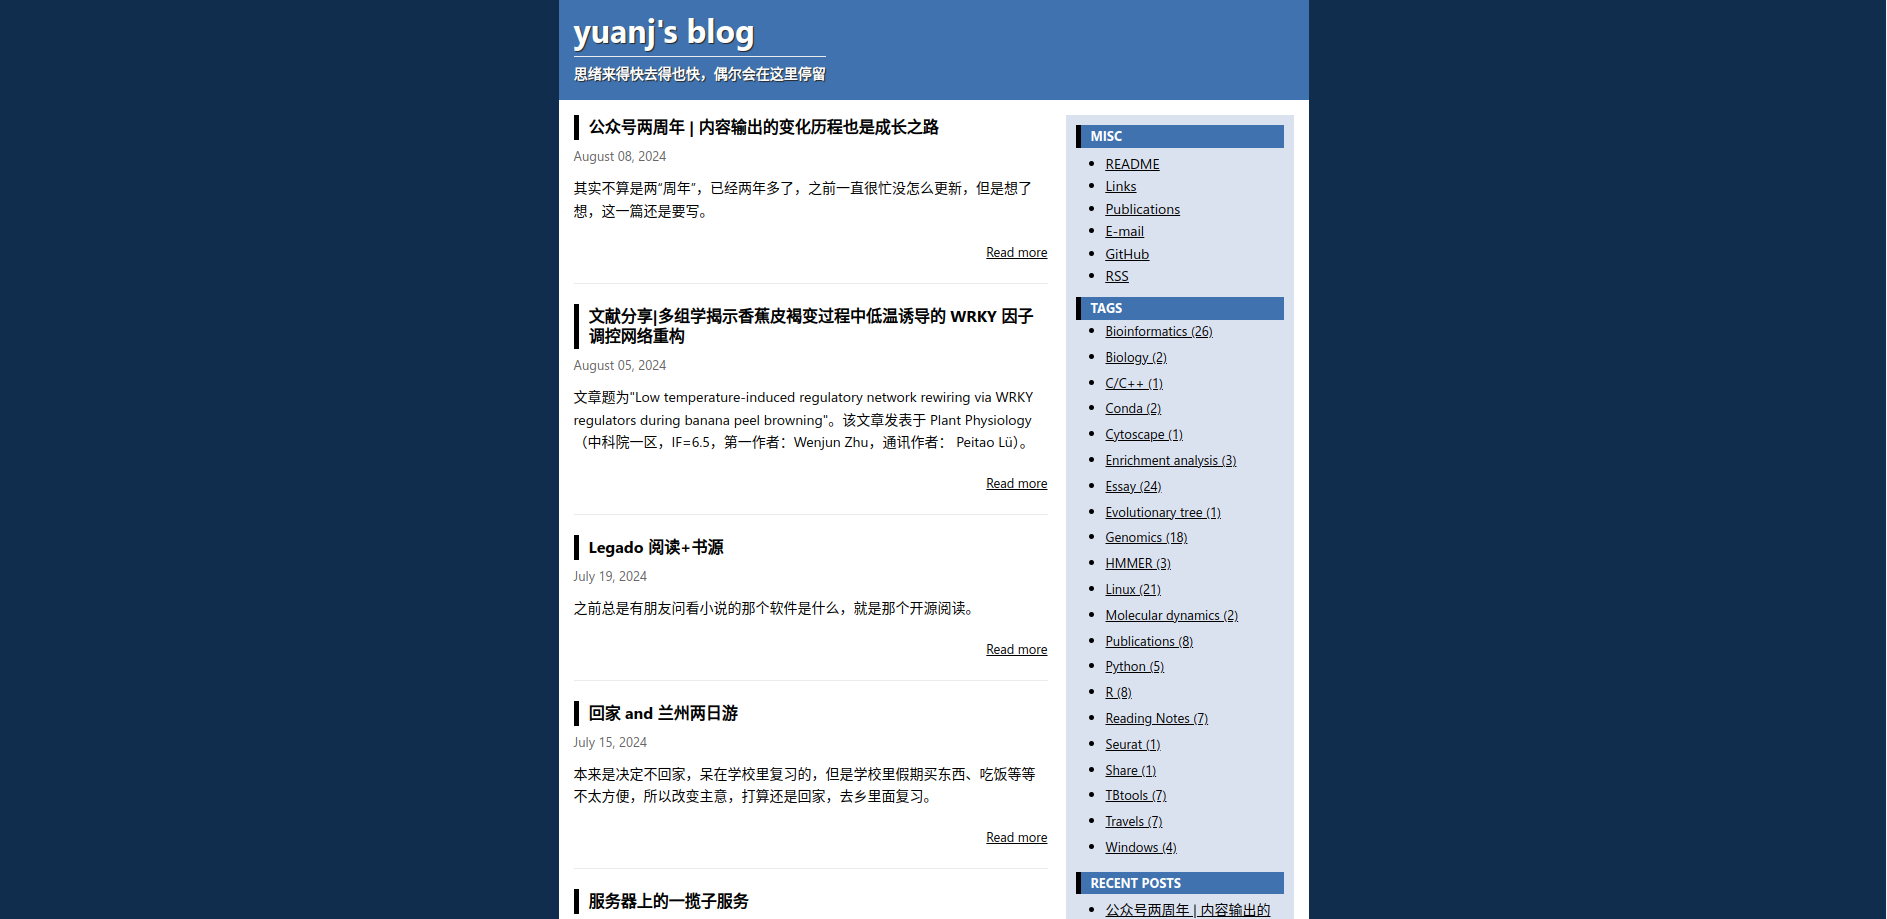 yuanj's blog
思绪来得快去得也快，偶尔会在这里停留
公众号两周年 | 内容输出的变化历程也是成长之路
August 08, 2024
其实不算是两“周年”，已经两年多了，之前一直很忙没怎么更新，但是想了
想，这一篇还是要写。
Read more
文献分享|多组学揭示香蕉皮褐变过程中低温诱导的 WRKY 因子
调控网络重构
August 05, 2024
文章题为"Low temperature-induced regulatory network rewiring via WRKY
regulators during banana peel browning"。该文章发表于 Plant Physiology
（中科院一区，IF=6.5，第一作者：Wenjun Zhu，通讯作者： Peitao Lü）。
Read more
Legado 阅读+书源
July 19, 2024
之前总是有朋友问看小说的那个软件是什么，就是那个开源阅读。
Read more
回家 and 兰州两日游
July 15, 2024
本来是决定不回家，呆在学校里复习的，但是学校里假期买东西、吃饭等等
不太方便，所以改变主意，打算还是回家，去乡里面复习。
Read more
服务器上的一揽子服务
MISC
README
Links
Publications
E-mail
GitHub
RSS
TAGS
Bioinformatics (26)
Biology (2)
C/C++ (1)
Conda (2)
Cytoscape (1)
Enrichment analysis (3)
Essay (24)
Evolutionary tree (1)
Genomics (18)
HMMER (3)
Linux (21)
Molecular dynamics (2)
Publications (8)
Python (5)
R (8)
Reading Notes (7)
Seurat (1)
Share (1)
TBtools (7)
Travels (7)
Windows (4)
RECENT POSTS
公众号两周年 | 内容输出的